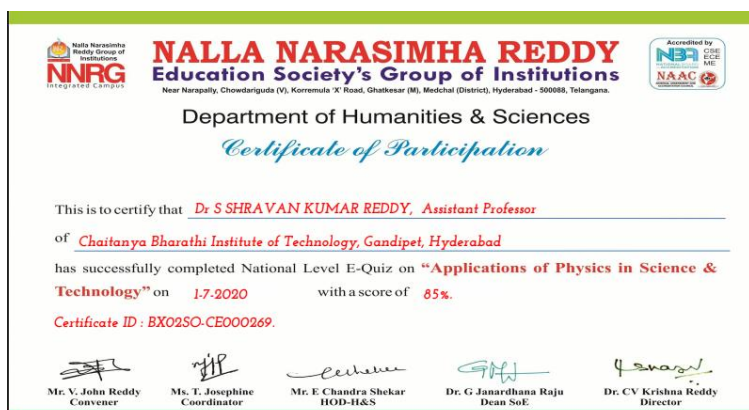 Nalla Narasimha
Reddy Group of
Institutions
NNRG
Integrated Campus
NALLA NARASIMHA REDDY
Education Society's Group of Institutions
Near Narapally, Chowdariguda (V), Korremula 'X' Road, Ghatkesar (M), Medchal (District), Hyderabad - 500088, Telangana.
Accredited by
NBA
CSE
ECE
ME
NAAC
Department of Humanities & Sciences
Certificate of Participation
This is to certify that Dr S SHRAVAN KUMAR REDDY, Assistant Professor
of Chaitanya Bharathi Institute of Technology, Gandipet, Hyderabad
has successfully completed National Level E-Quiz on “Applications of Physics in Science &
Technology” on 1-7-2020 with a score of 85%.
Certificate ID : BX02SO-CE000269.
Mr. V. John Reddy
Convener
Ms. T. Josephine
Coordinator
Mr. E Chandra Shekar
HOD-H&S
Dr. G Janardhana Raju
Dean SoE
Dr. CV Krishna Reddy
Director